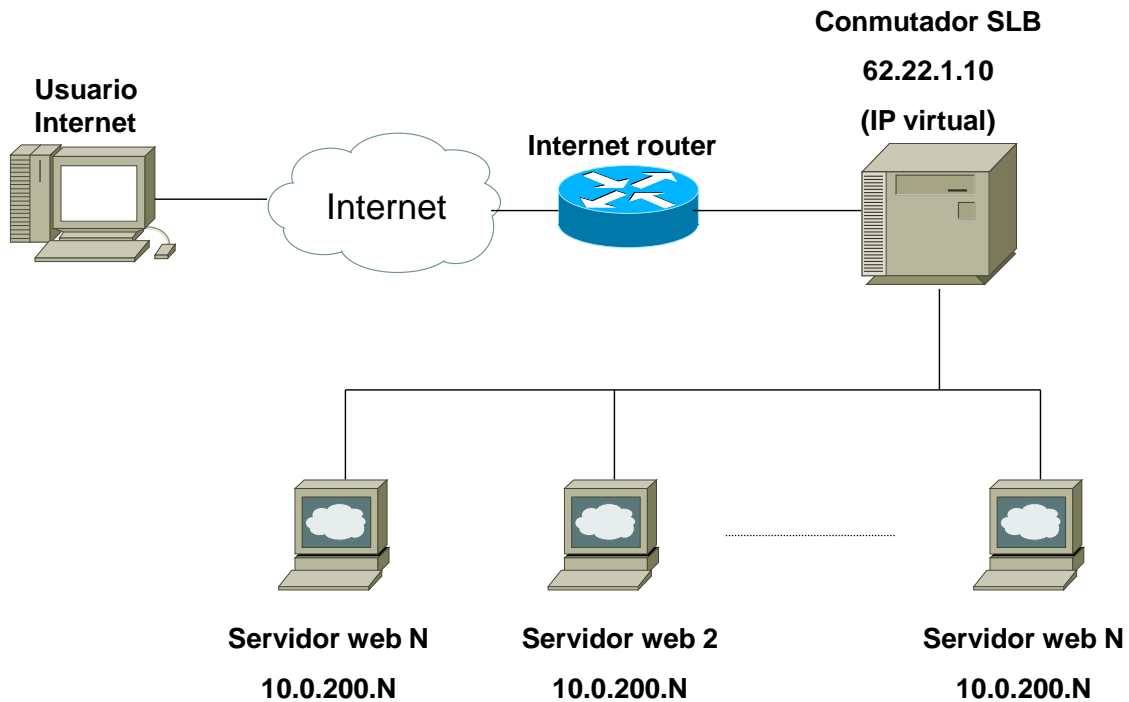 Conmutador SLB
62.22.1.10
(IP virtual)
Usuario
Internet
Internet router
Internet
Servidor web N
10.0.200.N
Servidor web 2
10.0.200.N
Servidor web N
10.0.200.N